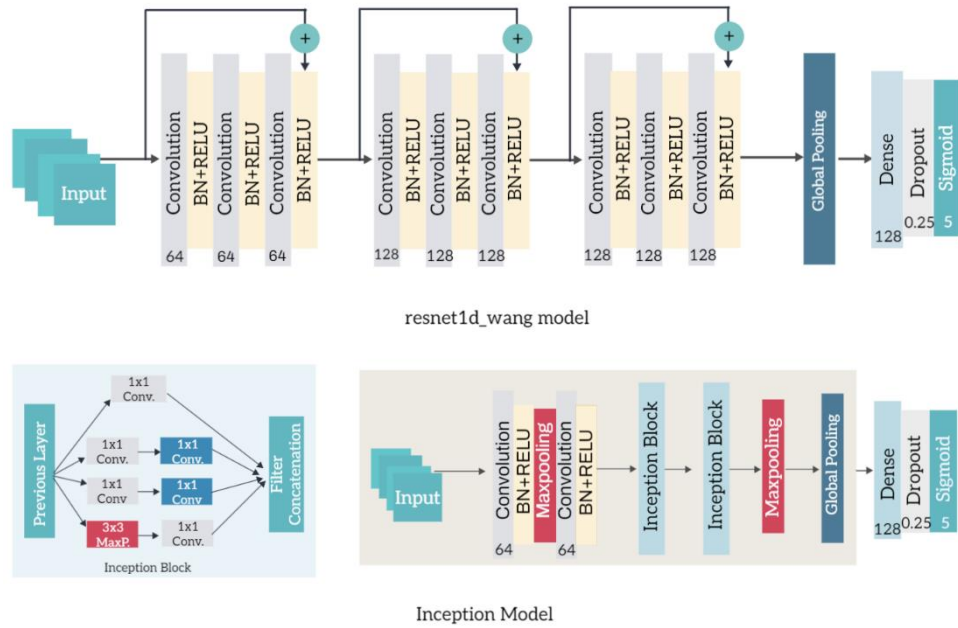 +
+
+
Input
Convolution
64
BN+RELU
Convolution
64
BN+RELU
Convolution
64
BN+RELU
Convolution
128
BN+RELU
Convolution
128
BN+RELU
Convolution
128
BN+RELU
Convolution
128
BN+RELU
Convolution
128
BN+RELU
Convolution
128
BN+RELU
Global Pooling
Dense
128
Dropout
0.25
Sigmoid
5
resnet1d_wang model
Previous Layer
1x1
Conv.
1x1
Conv.
1x1
Conv.
1x1
Conv
1x1
Conv
3x3
MaxP.
1x1
Conv.
Filter
Concatenation
Inception Block
Input
Convolution
64
BN+RELU
Maxpooling
Convolution
64
BN+RELU
Inception Block
Inception Block
Maxpooling
Global Pooling
Dense
128
Dropout
0.25
Sigmoid
5
Inception Model